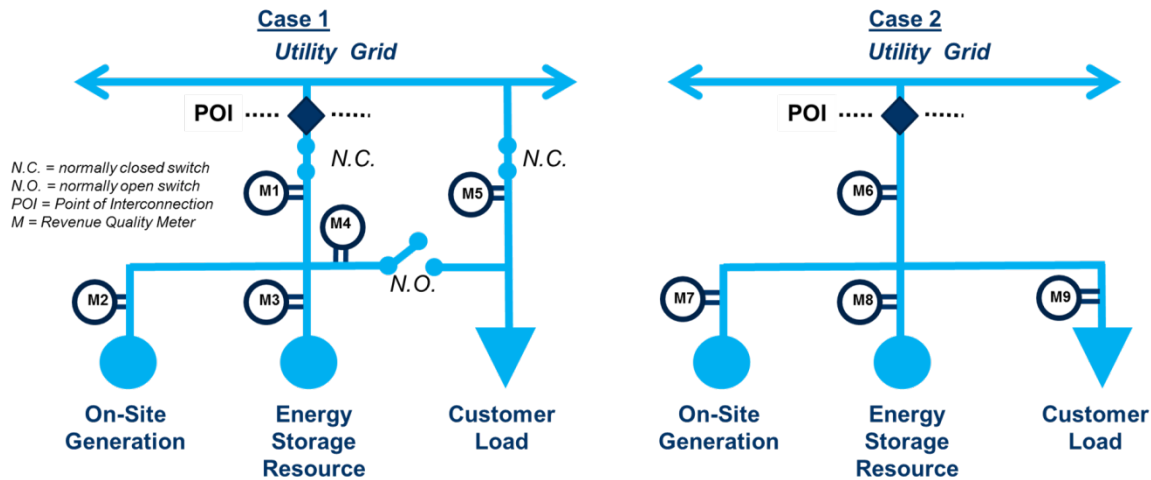 Case 1
Utility Grid
POI
N.C.
N.C.
N.C. = normally closed switch
N.O. = normally open switch
POI = Point of Interconnection
M = Revenue Quality Meter
M1
M5
M4
N.O.
M2
M3
On-Site
Generation
Energy
Storage
Resource
Customer
Load
Case 2
Utility Grid
POI
M6
M7
M8
M9
On-Site
Generation
Energy
Storage
Resource
Customer
Load